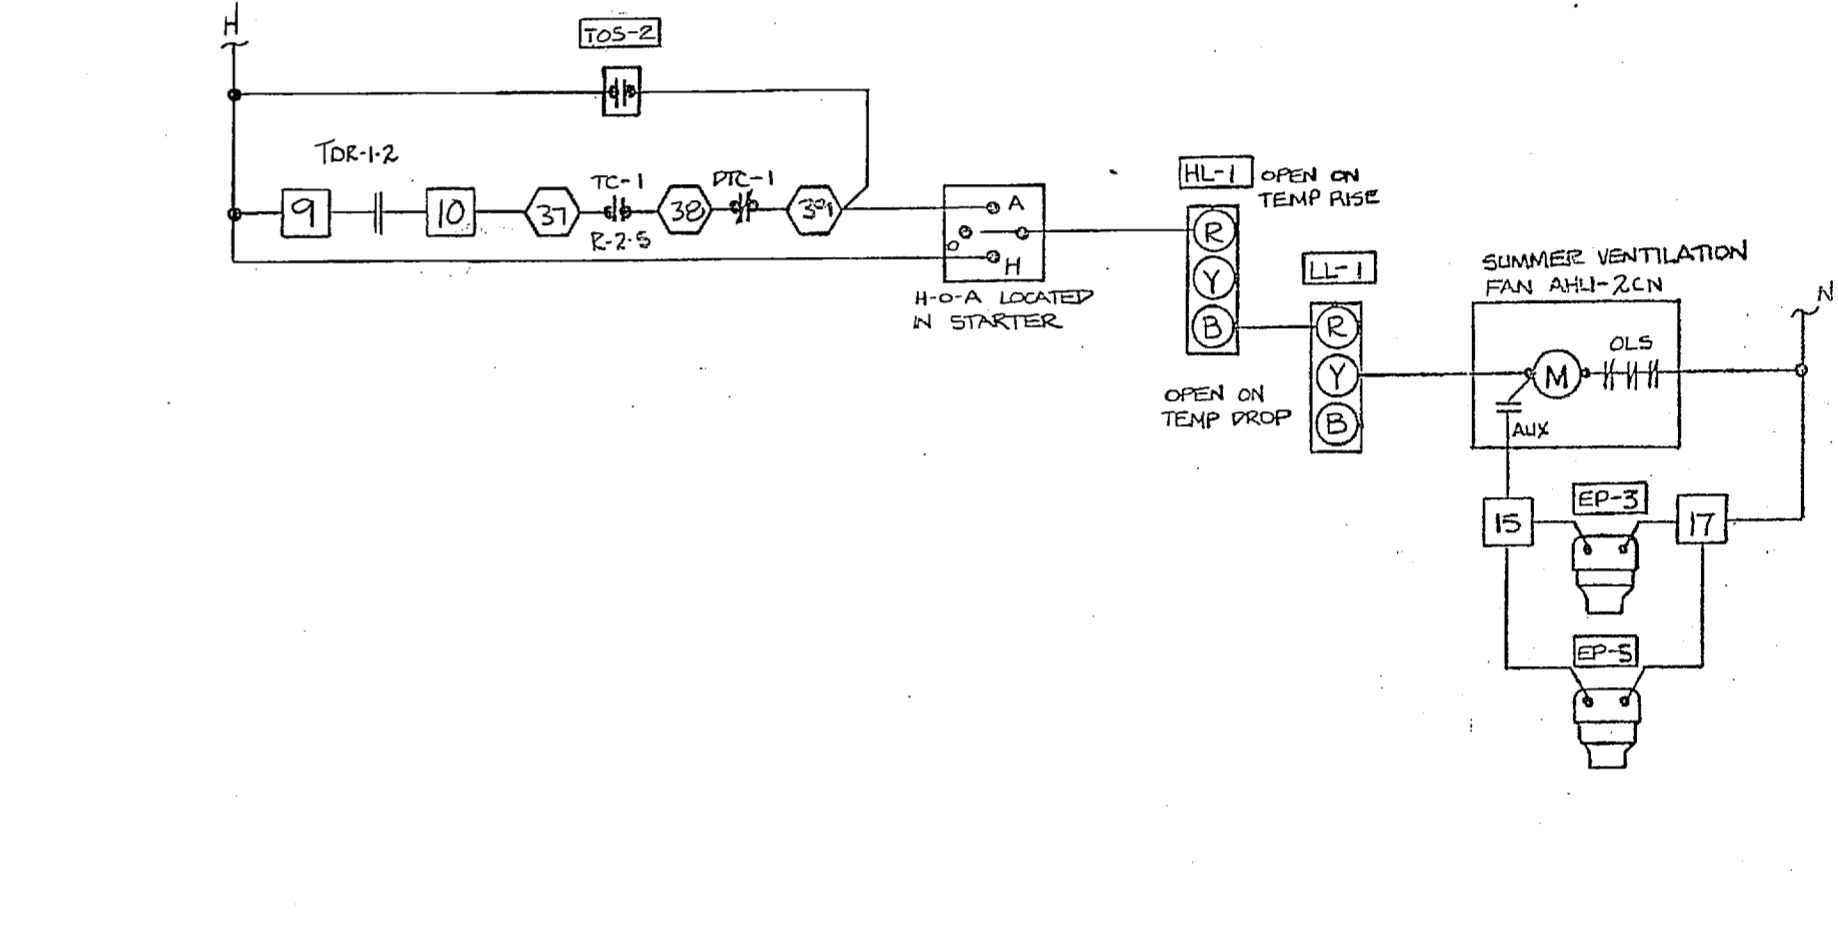 H
TOS-2
TDR-1-2
9
10
37
TC-1
R-2-5
38
DTC-1
39
A
O
H
H-O-A LOCATED
IN STARTER
HL-1
OPEN ON
TEMP RISE
R
Y
B
LL-1
OPEN ON
TEMP DROP
R
Y
B
SUMMER VENTILATION
FAN AHU-2CN
M
OLS
AUX
N
15
EP-3
17
EP-5